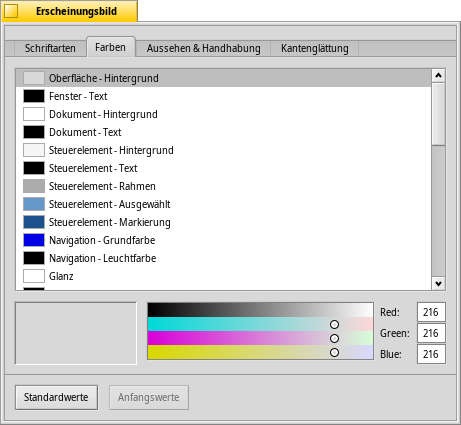 Erscheinungsbild
Schriftarten Farben Aussehen & Handhabung Kantenglättung
Oberfläche - Hintergrund
Fenster - Text
Dokument - Hintergrund
Dokument - Text
Steuerelement - Hintergrund
Steuerelement - Text
Steuerelement - Rahmen
Steuerelement - Ausgewählt
Steuerelement - Markierung
Navigation - Grundfarbe
Navigation - Leuchtfarbe
Glanz
Red: 216
Green: 216
Blue: 216
Standardwerte Anfangswerte